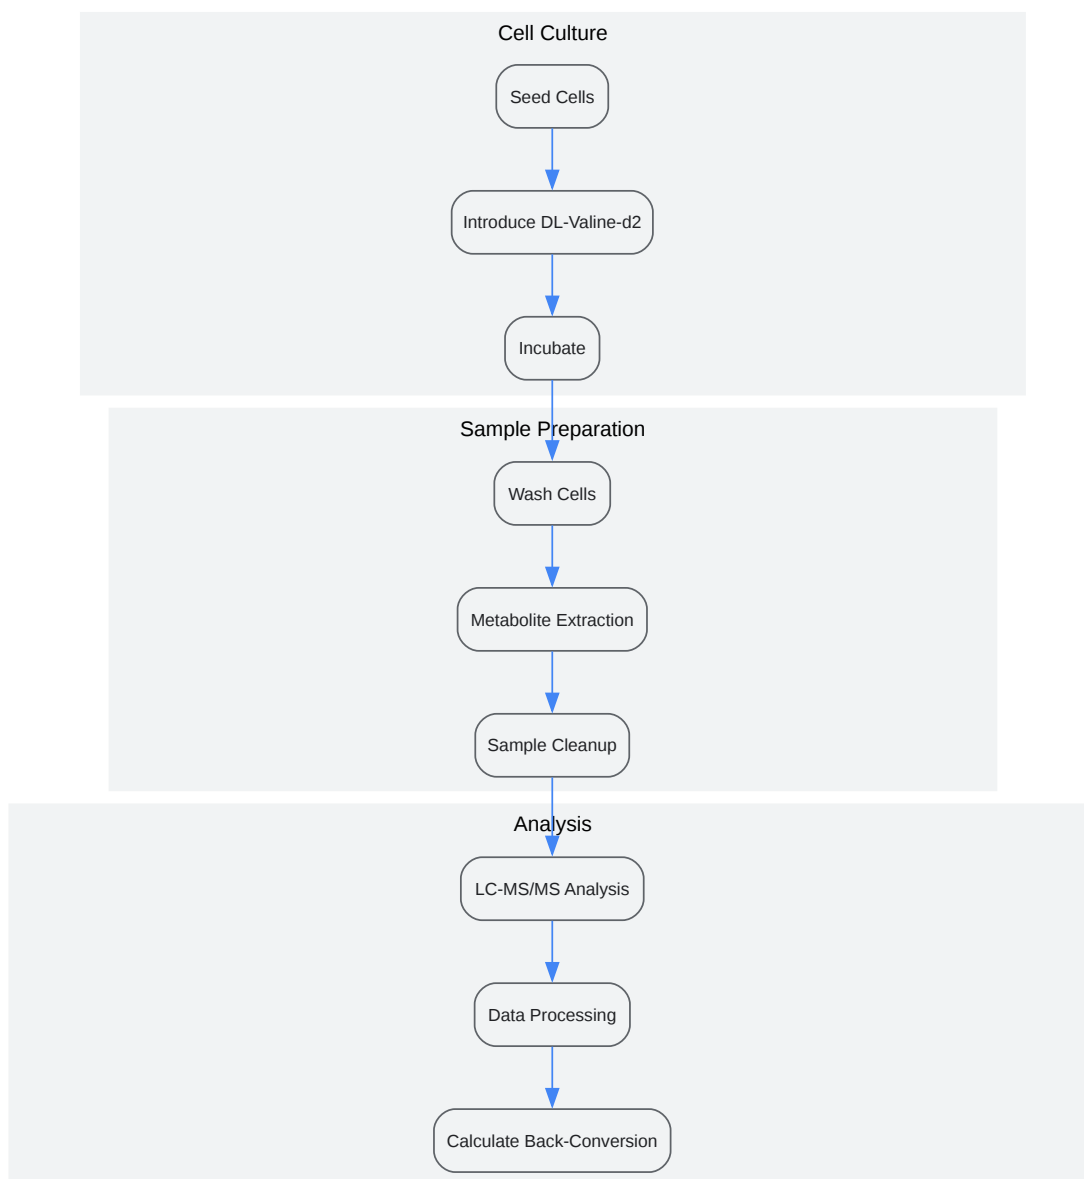 Cell Culture
Seed Cells
Introduce DL-Valine-d2
Incubate
Sample Preparation
Wash Cells
Metabolite Extraction
Sample Cleanup
Analysis
LC-MS/MS Analysis
Data Processing
Calculate Back-Conversion